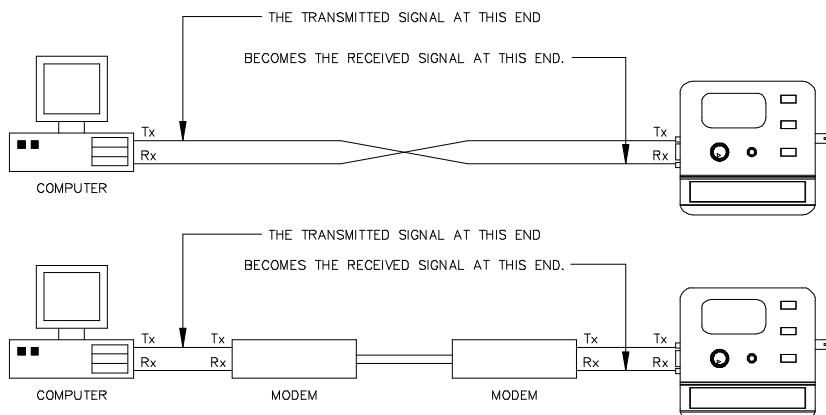 THE TRANSMITTED SIGNAL AT THIS END
BECOMES THE RECEIVED SIGNAL AT THIS END.
Tx Tx
Rx Rx
COMPUTER
THE TRANSMITTED SIGNAL AT THIS END
BECOMES THE RECEIVED SIGNAL AT THIS END.
Tx Tx Tx Tx
Rx Rx Rx Rx
COMPUTER MODEM MODEM